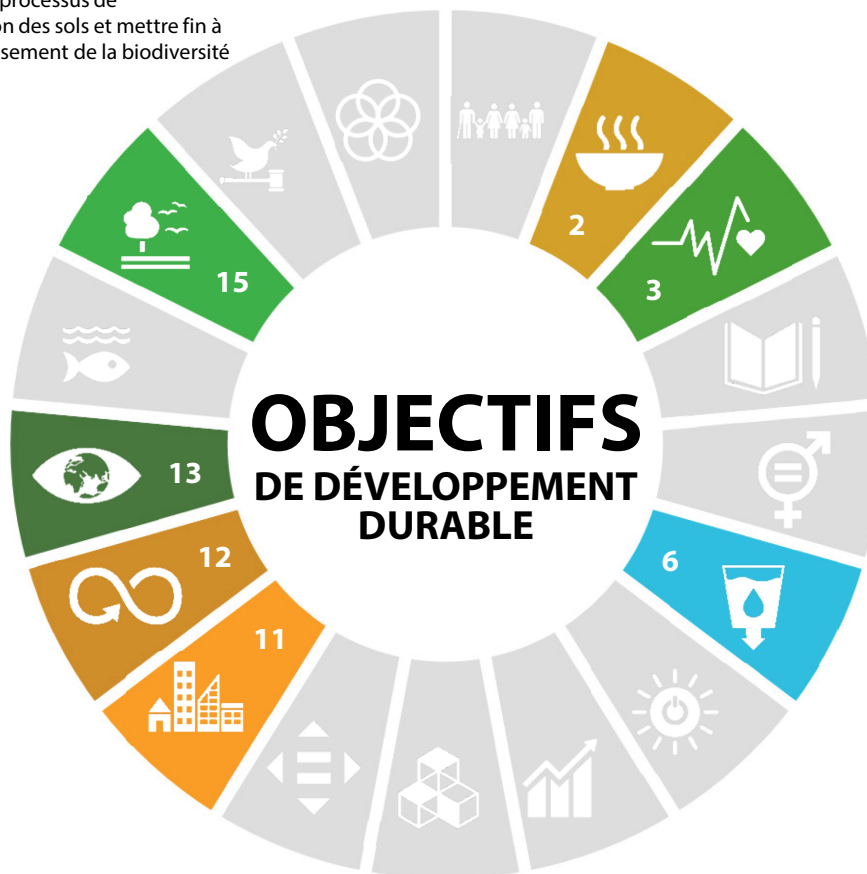 processus de
on des sols et mettre fin à
sement de la biodiversité
2
3
15
OBJECTIFS
DE DÉVELOPPEMENT
DURABLE
13
12
6
11